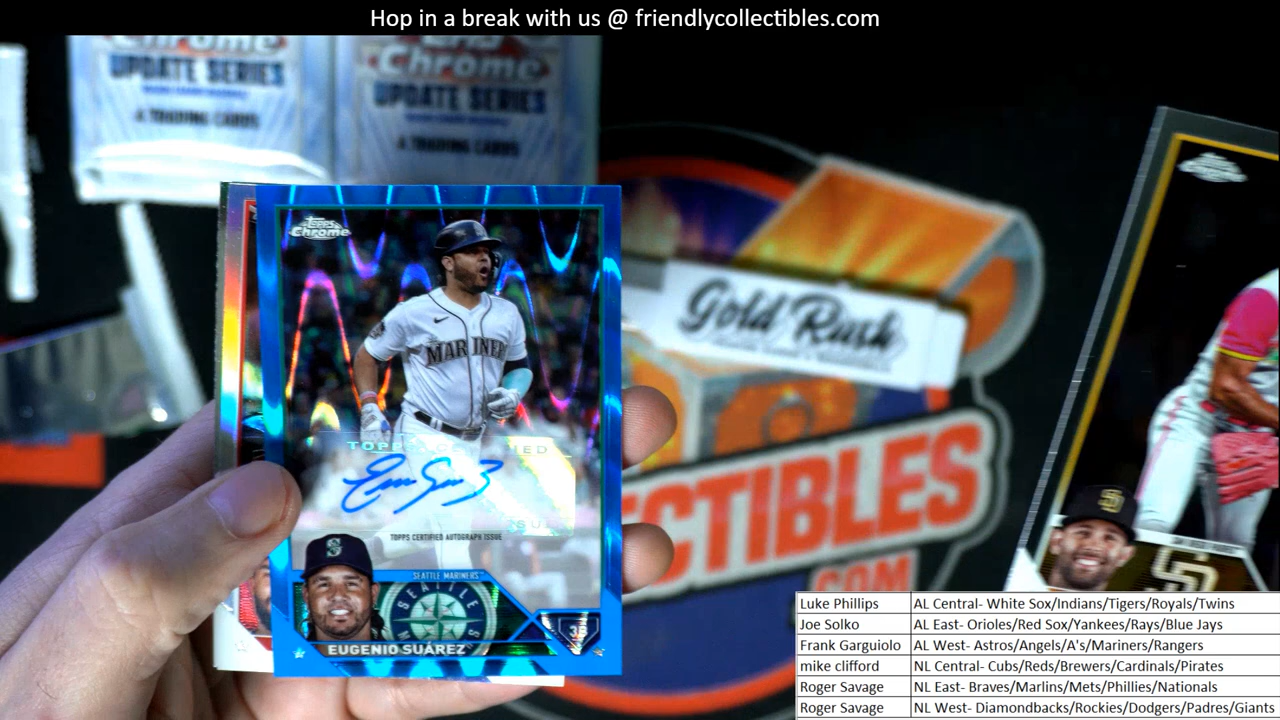 Hop in a break with us @ friendlycollectibles.com
Chrome
UPDATE SERIES
4 TRADING CARDS
Chrome
UPDATE SERIES
4 TRADING CARDS
TOPPS Chrome
MARINE
TOPPS CERTIFIED AUTOGRAPH ISSUE
SEATTLE MARINERS
SEATTLE
EUGENIO SUÁREZ
Gold Rush
ECTIBLES
.COM
Luke Phillips AL Central- White Sox/Indians/Tigers/Royals/Twins
Joe Solko AL East- Orioles/Red Sox/Yankees/Rays/Blue Jays
Frank Garguiolo AL West- Astros/Angels/A's/Mariners/Rangers
mike clifford NL Central- Cubs/Reds/Brewers/Cardinals/Pirates
Roger Savage NL East- Braves/Marlins/Mets/Phillies/Nationals
Roger Savage NL West- Diamondbacks/Rockies/Dodgers/Padres/Giants